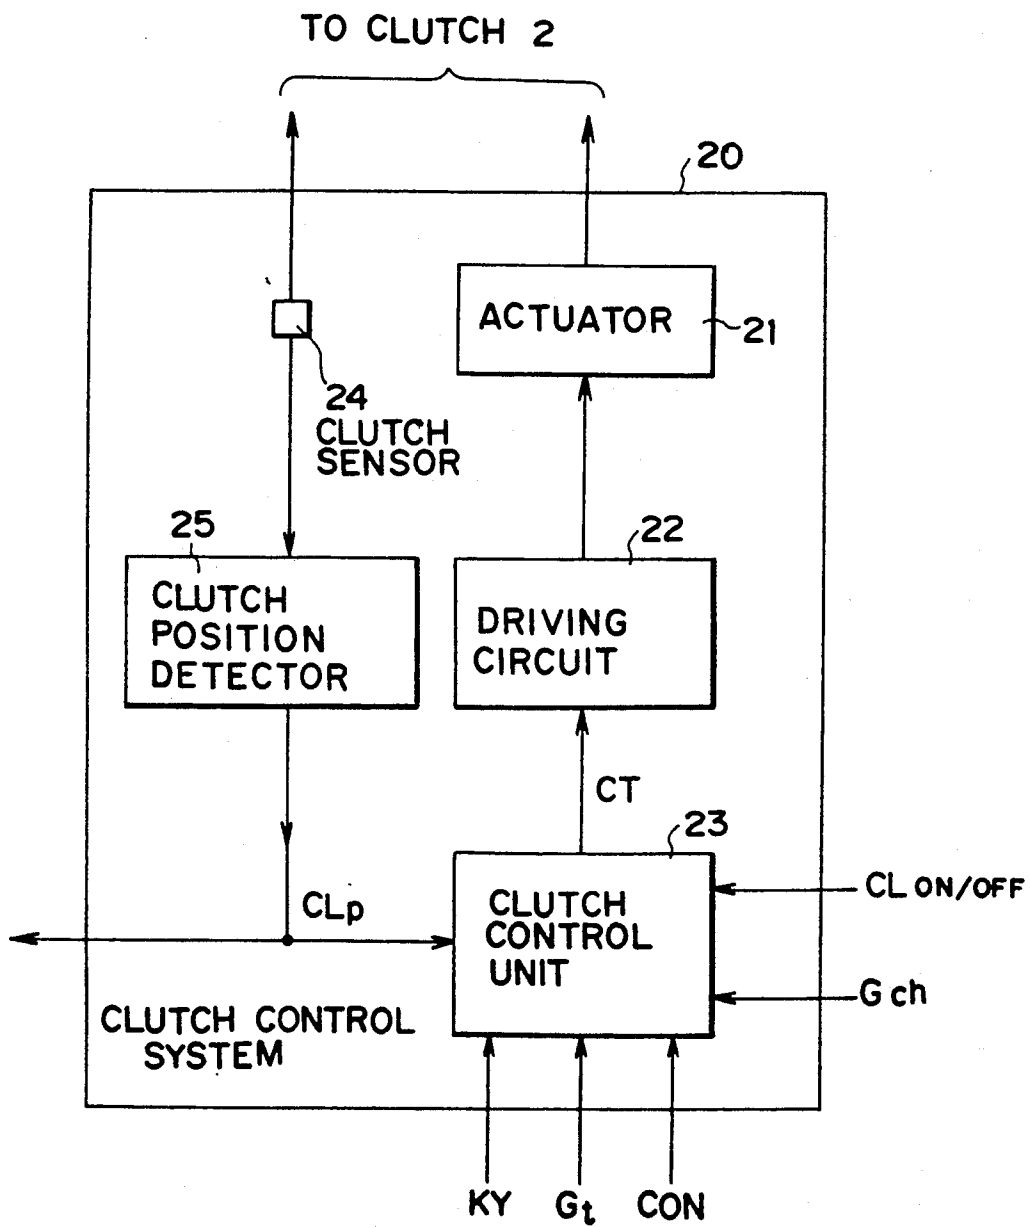 TO CLUTCH 2
20
ACTUATOR
21
24
CLUTCH
SENSOR
25
22
CLUTCH
POSITION
DETECTOR
DRIVING
CIRCUIT
CT
23
CL ON/OFF
CLp
CLUTCH
CONTROL
UNIT
Gch
CLUTCH CONTROL
SYSTEM
KY
Gt
CON